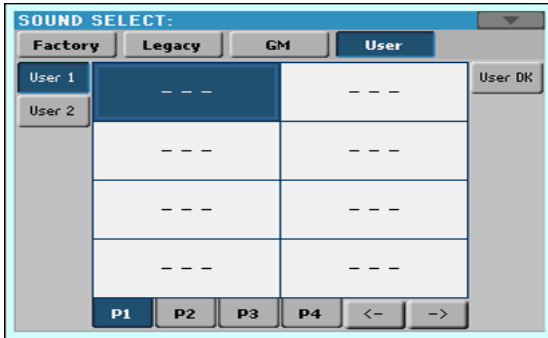 SOUND SELECT:
Factory Legacy GM User
User 1 --- --- User DK
User 2
--- ---
--- ---
--- ---
P1 P2 P3 P4 <- ->